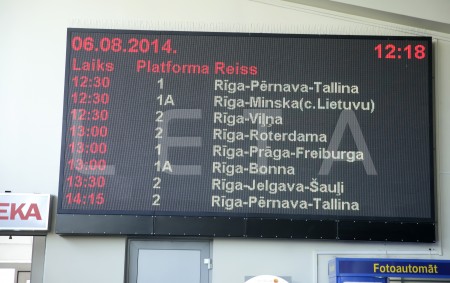 06.08.2014. 12:18
Laiks Platforma Reiss
12:30 1 Rīga-Pērnava-Tallina
12:30 1A Rīga-Minska(c.Lietuvu)
12:30 2 Rīga-Viļņa
13:00 2 Rīga-Roterdama
13:00 1 Rīga-Prāga-Freiburga
13:00 1A Rīga-Bonna
13:30 2 Rīga-Jelgava-Šauļi
14:15 2 Rīga-Pērnava-Tallina
LETA
EKA
Fotoautomāt